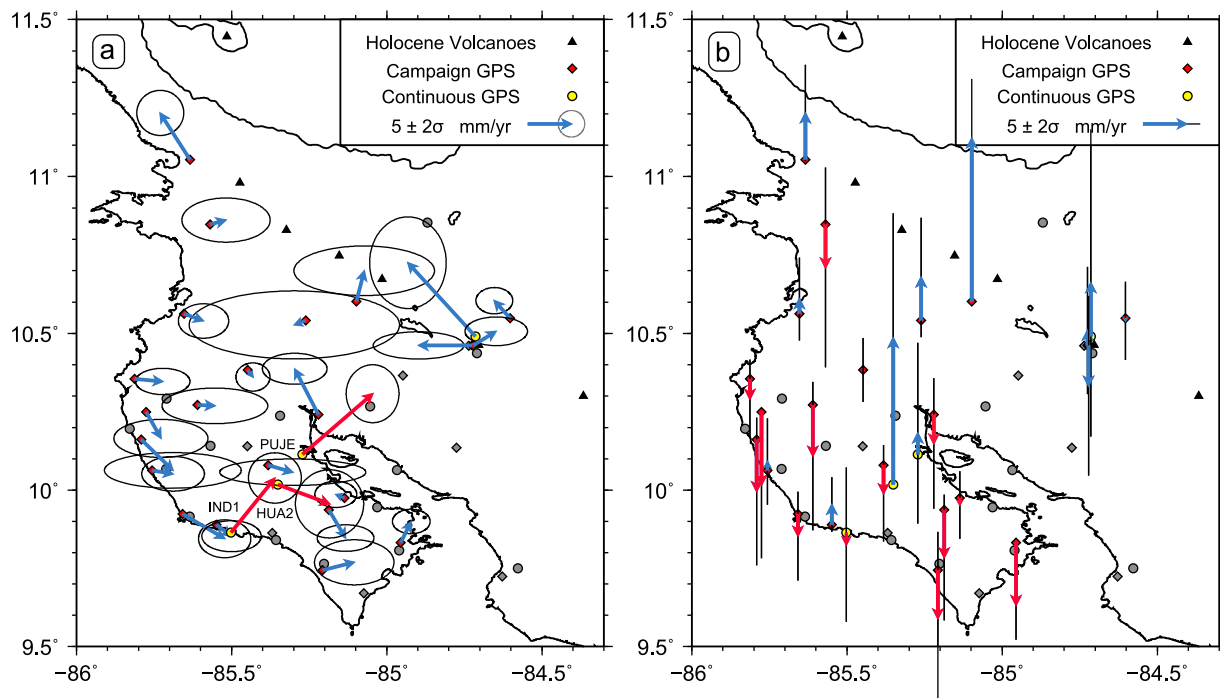 a
Holocene Volcanoes
Campaign GPS
Continuous GPS
5 ± 2σ mm/yr
PUJE
IND1
HUA2
11.5˚
11˚
10.5˚
10˚
9.5˚
−86˚ −85.5˚ −85˚ −84.5˚
b
Holocene Volcanoes
Campaign GPS
Continuous GPS
5 ± 2σ mm/yr
11.5˚
11˚
10.5˚
10˚
9.5˚
−86˚ −85.5˚ −85˚ −84.5˚